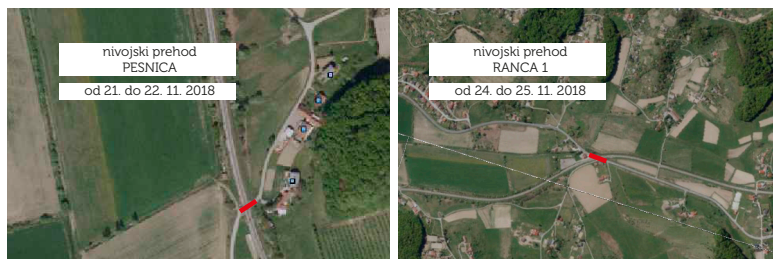 nivojski prehod
PESNICA
od 21. do 22. 11. 2018
nivojski prehod
RANCA 1
od 24. do 25. 11. 2018